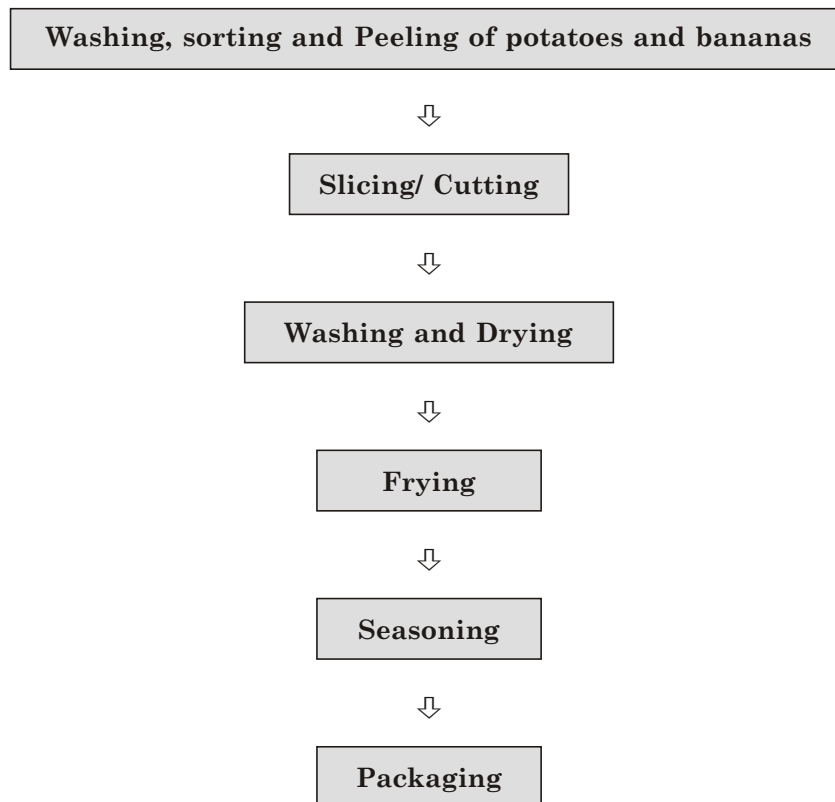 Washing, sorting and Peeling of potatoes and bananas
Slicing/ Cutting
Washing and Drying
Frying
Seasoning
Packaging